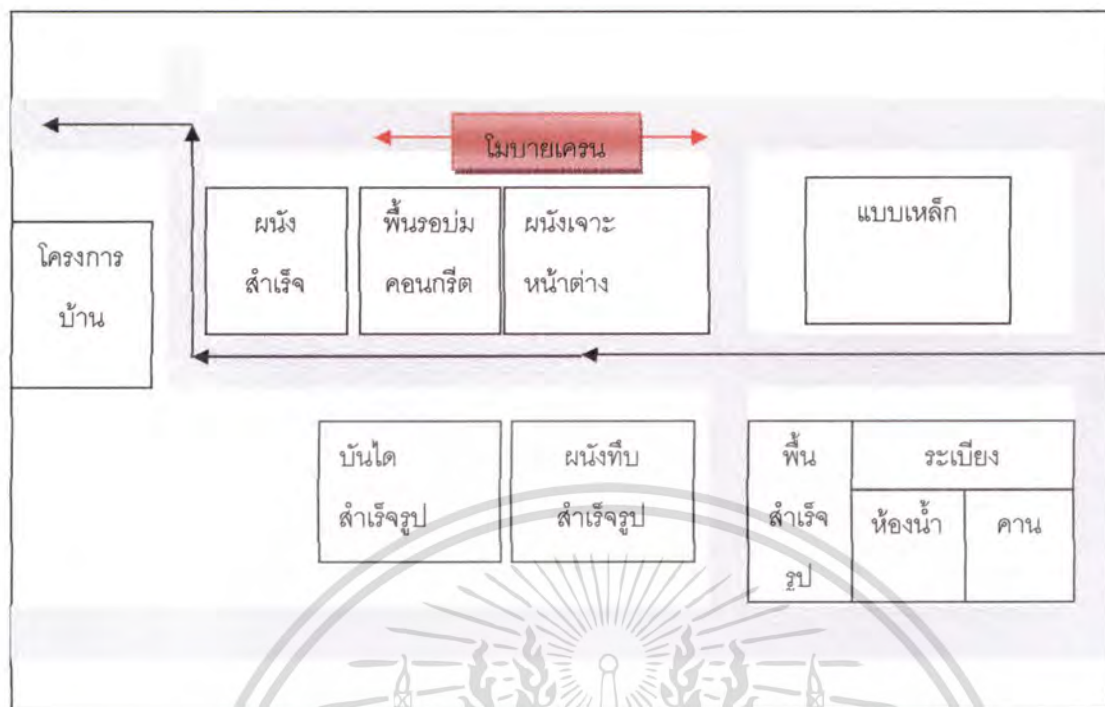 โมบายเครน
ผนัง
สำเร็จ
พื้นรอบ่ม
คอนกรีต
ผนังเจาะ
หน้าต่าง
แบบเหล็ก
โครงการ
บ้าน
บันได
สำเร็จรูป
ผนังทึบ
สำเร็จรูป
พื้น
สำเร็จ
รูป
ระเบียง
ห้องน้ำ
คาน